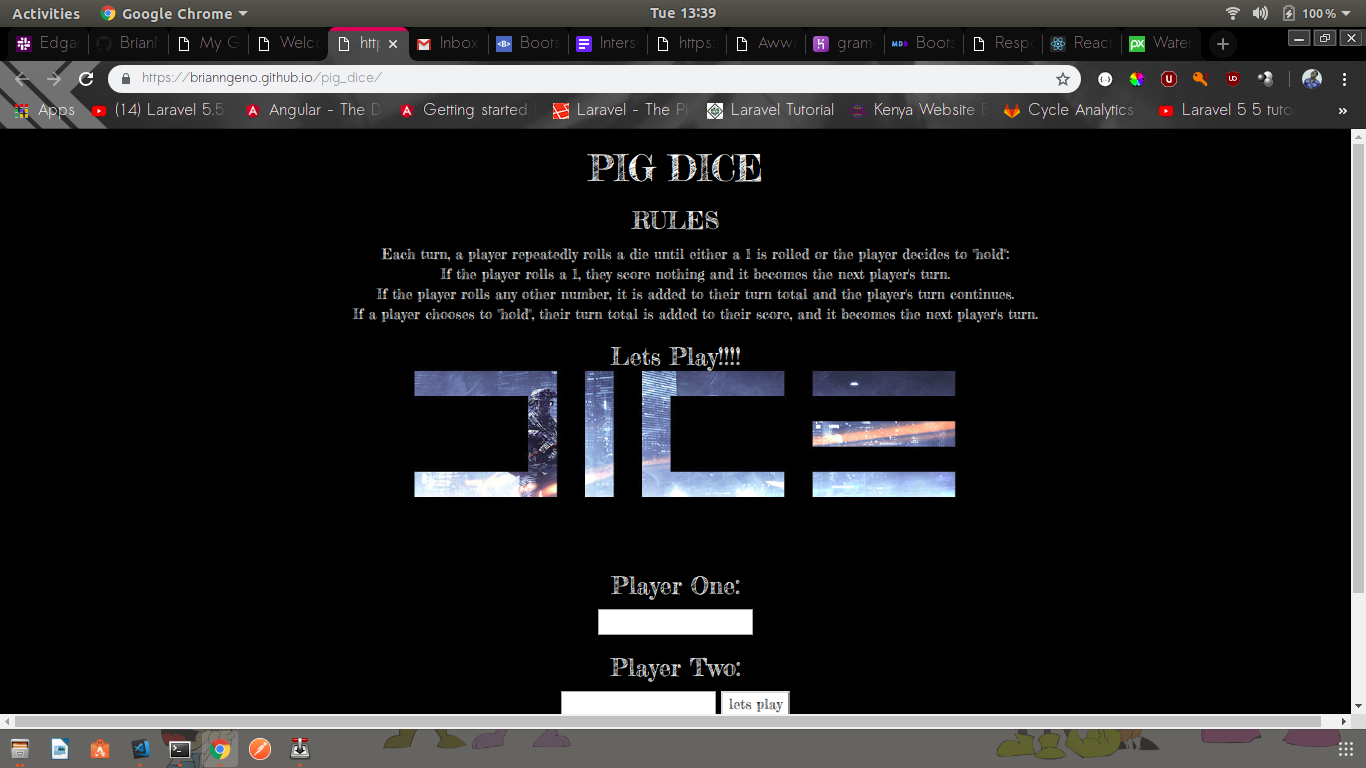 Activities
Google Chrome
Tue 13:39
100 %
Edga
Brian
My G
Welc
htt
Inbox
Boots
Inters
https:
Aww
gram-
Boots
Resp
React
Water
https://brianngeno.github.io/pig_dice/
Apps
(14) Laravel 5.5
Angular - The D
Getting started
Laravel - The P
Laravel Tutorial
Kenya Website
Cycle Analytics
Laravel 5 5 tuto
PIG DICE
RULES
Each turn, a player repeatedly rolls a die until either a 1 is rolled or the player decides to "hold":
If the player rolls a 1, they score nothing and it becomes the next player's turn.
If the player rolls any other number, it is added to their turn total and the player's turn continues.
If a player chooses to "hold", their turn total is added to their score, and it becomes the next player's turn.
Lets Play!!!!
DICE
Player One:
Player Two:
lets play